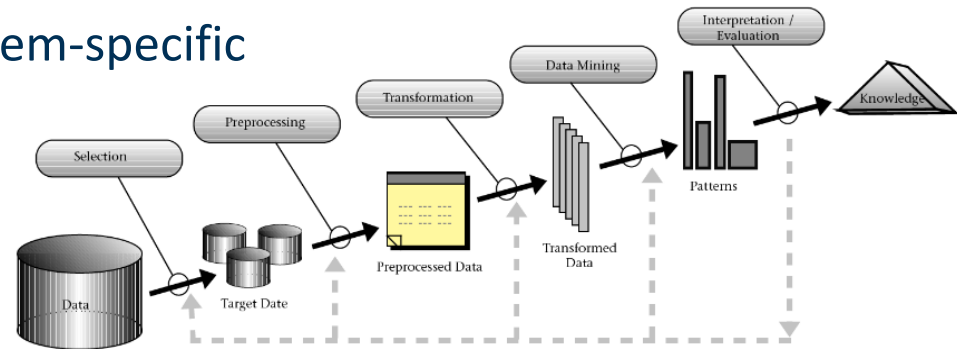 em-specific
Interpretation /
Evaluation
Data Mining
Transformation
Preprocessing
Selection
Knowledge
Patterns
Transformed
Data
Preprocessed Data
Target Date
Data